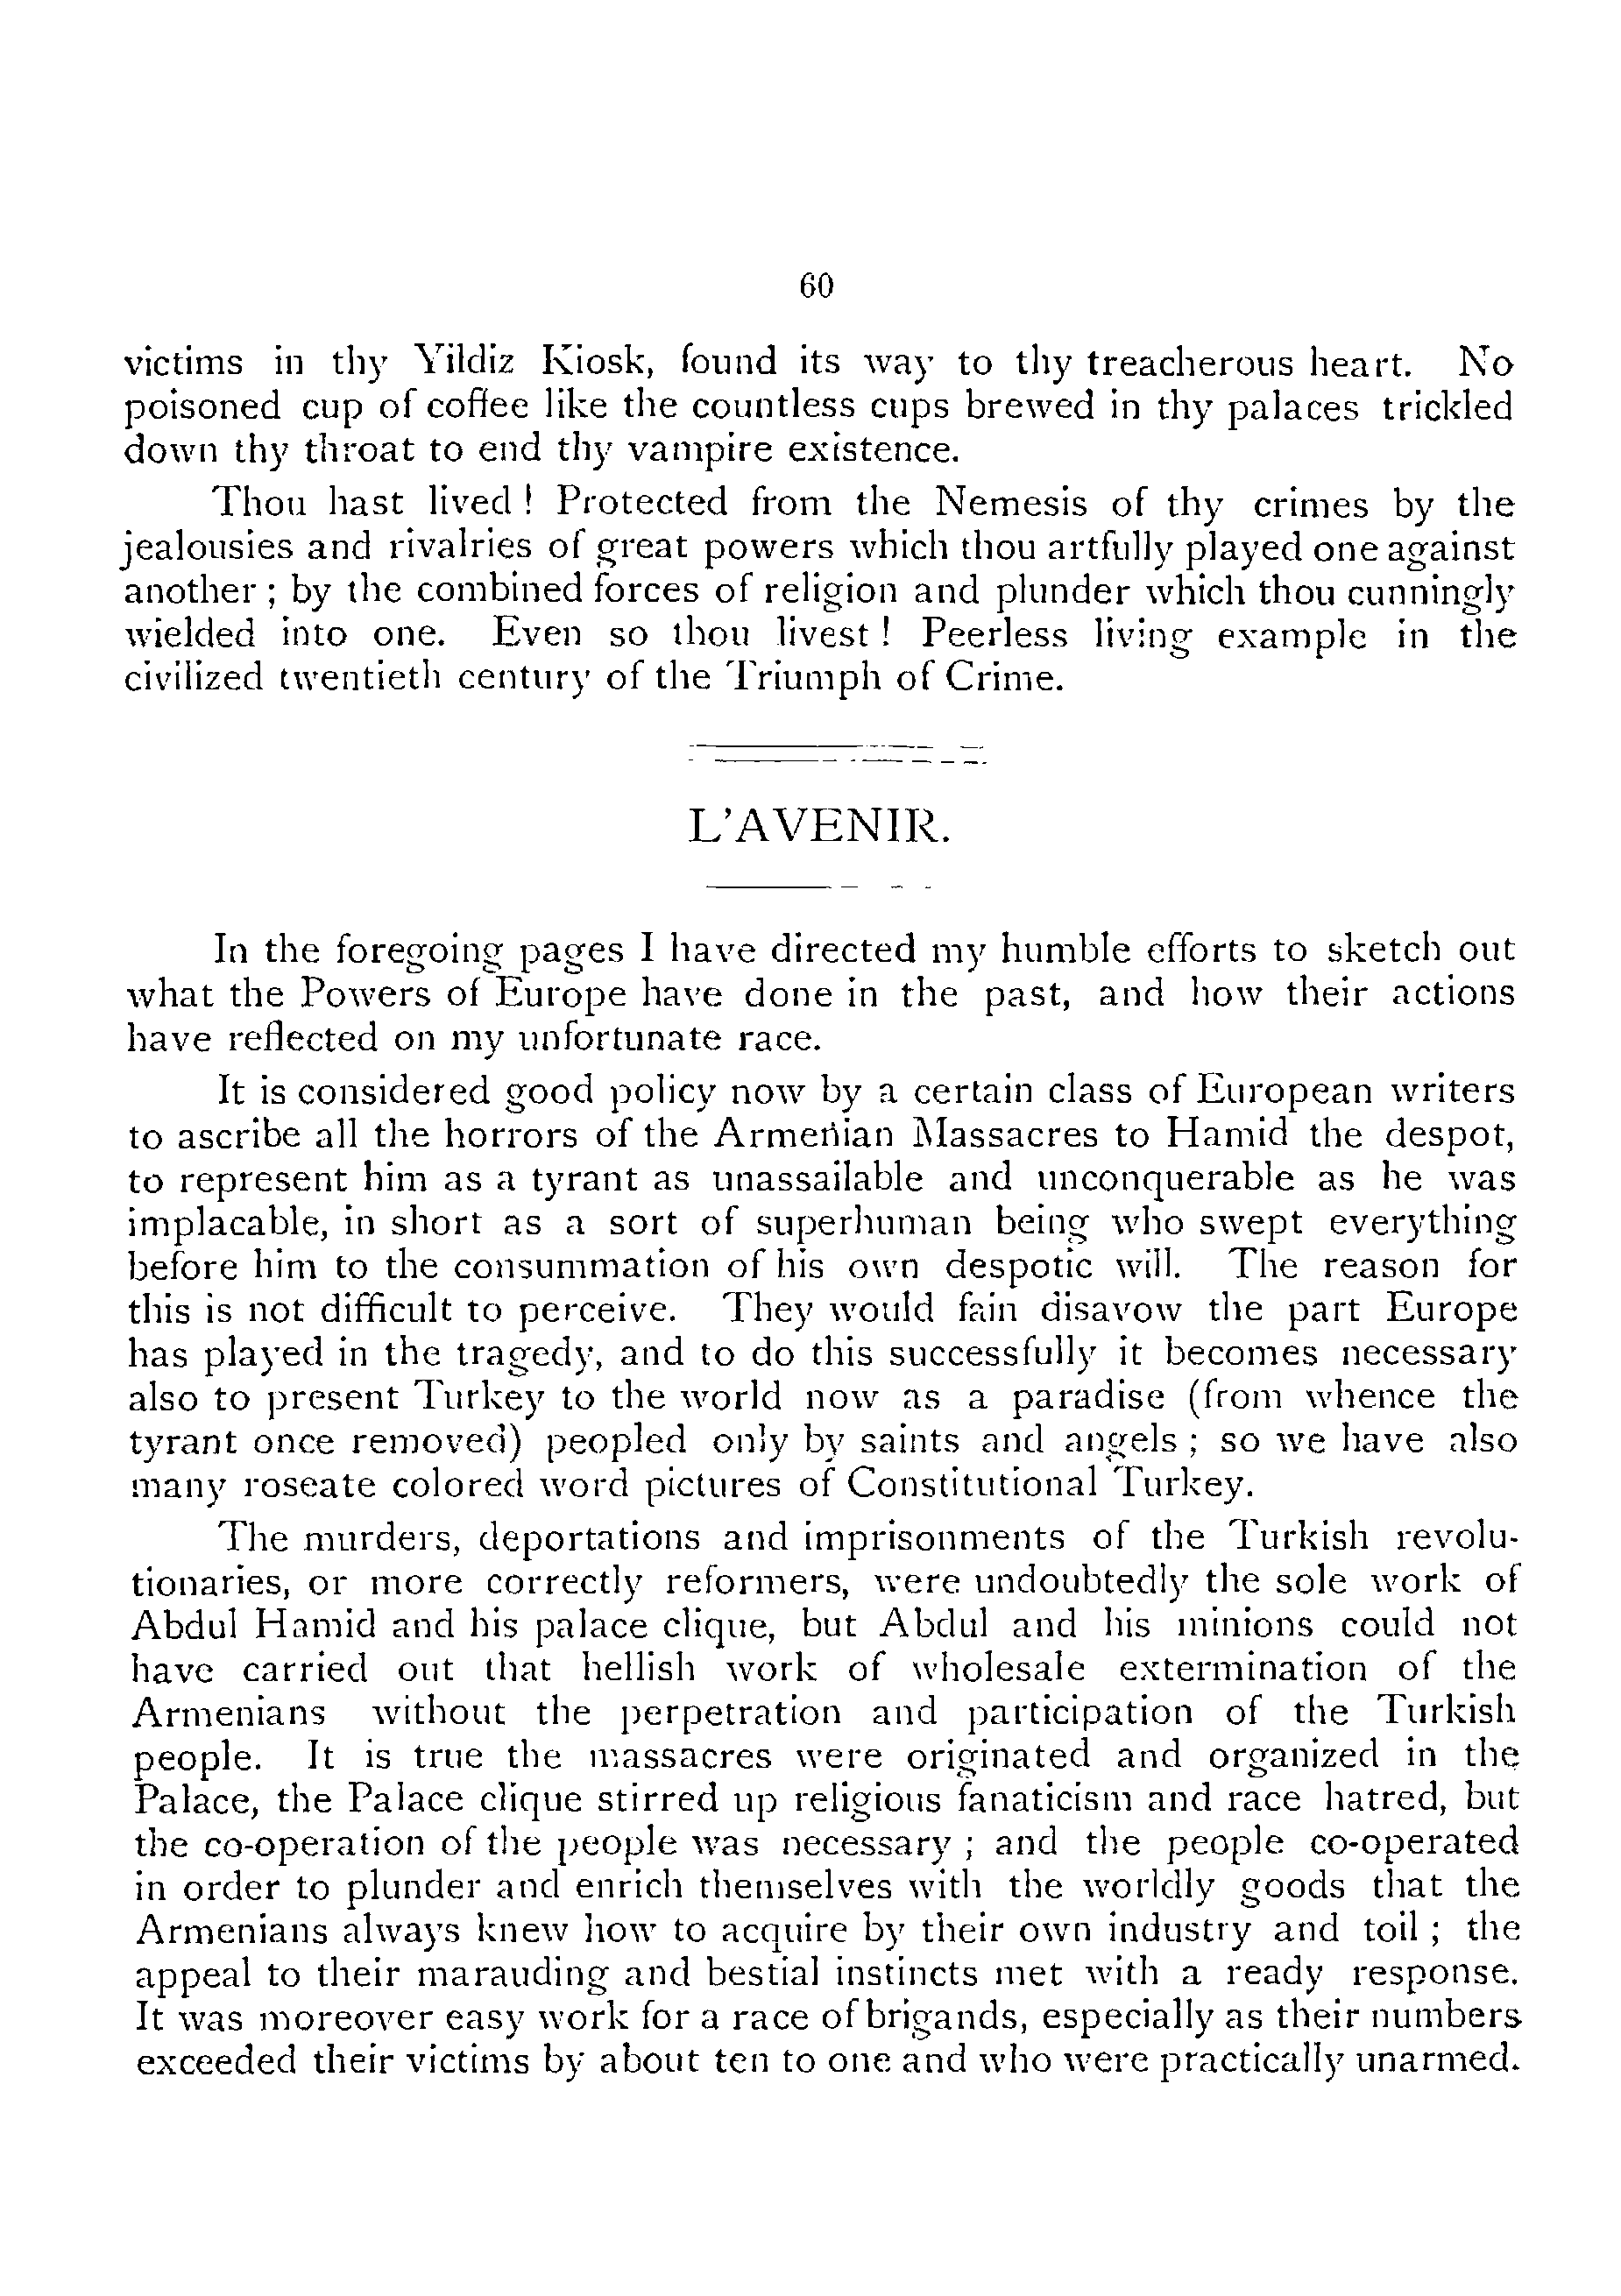 60
victims in thy Yildiz Kiosk, found its way to thy treacherous heart. No
poisoned cup of coffee like the countless cups brewed in thy palaces trickled
down thy throat to end thy vampire existence.
Thou hast lived ! Protected from the Nemesis of thy crimes by the
jealousies and rivalries of great powers which thou artfully played one against
another ; by the combined forces of religion and plunder which thou cunningly
wielded into one. Even so thou livest ! Peerless living example in the
civilized twentieth century of the Triumph of Crime.
L'AVENIR.
In the foregoing pages I have directed my humble efforts to sketch out
what the Powers of Europe have done in the past, and how their actions
have reflected on my unfortunate race.
It is considered good policy now by a certain class of European writers
to ascribe all the horrors of the Armenian Massacres to Hamid the despot,
to represent him as a tyrant as unassailable and unconquerable as he was
implacable, in short as a sort of superhuman being who swept everything
before him to the consummation of his own despotic will. The reason for
this is not difficult to perceive. They would fain disavow the part Europe
has played in the tragedy, and to do this successfully it becomes necessary
also to present Turkey to the world now as a paradise (from whence the
tyrant once removed) peopled only by saints and angels ; so we have also
many roseate colored word pictures of Constitutional Turkey.
The murders, deportations and imprisonments of the Turkish revolu-
tionaries, or more correctly reformers, were undoubtedly the sole work of
Abdul Hamid and his palace clique, but Abdul and his minions could not
have carried out that hellish work of wholesale extermination of the
Armenians without the perpetration and participation of the Turkish
people. It is true the massacres were originated and organized in the
Palace, the Palace clique stirred up religious fanaticism and race hatred, but
the co-operation of the people was necessary ; and the people co-operated
in order to plunder and enrich themselves with the worldly goods that the
Armenians always knew how to acquire by their own industry and toil ; the
appeal to their marauding and bestial instincts met with a ready response.
It was moreover easy work for a race of brigands, especially as their numbers
exceeded their victims by about ten to one and who were practically unarmed.